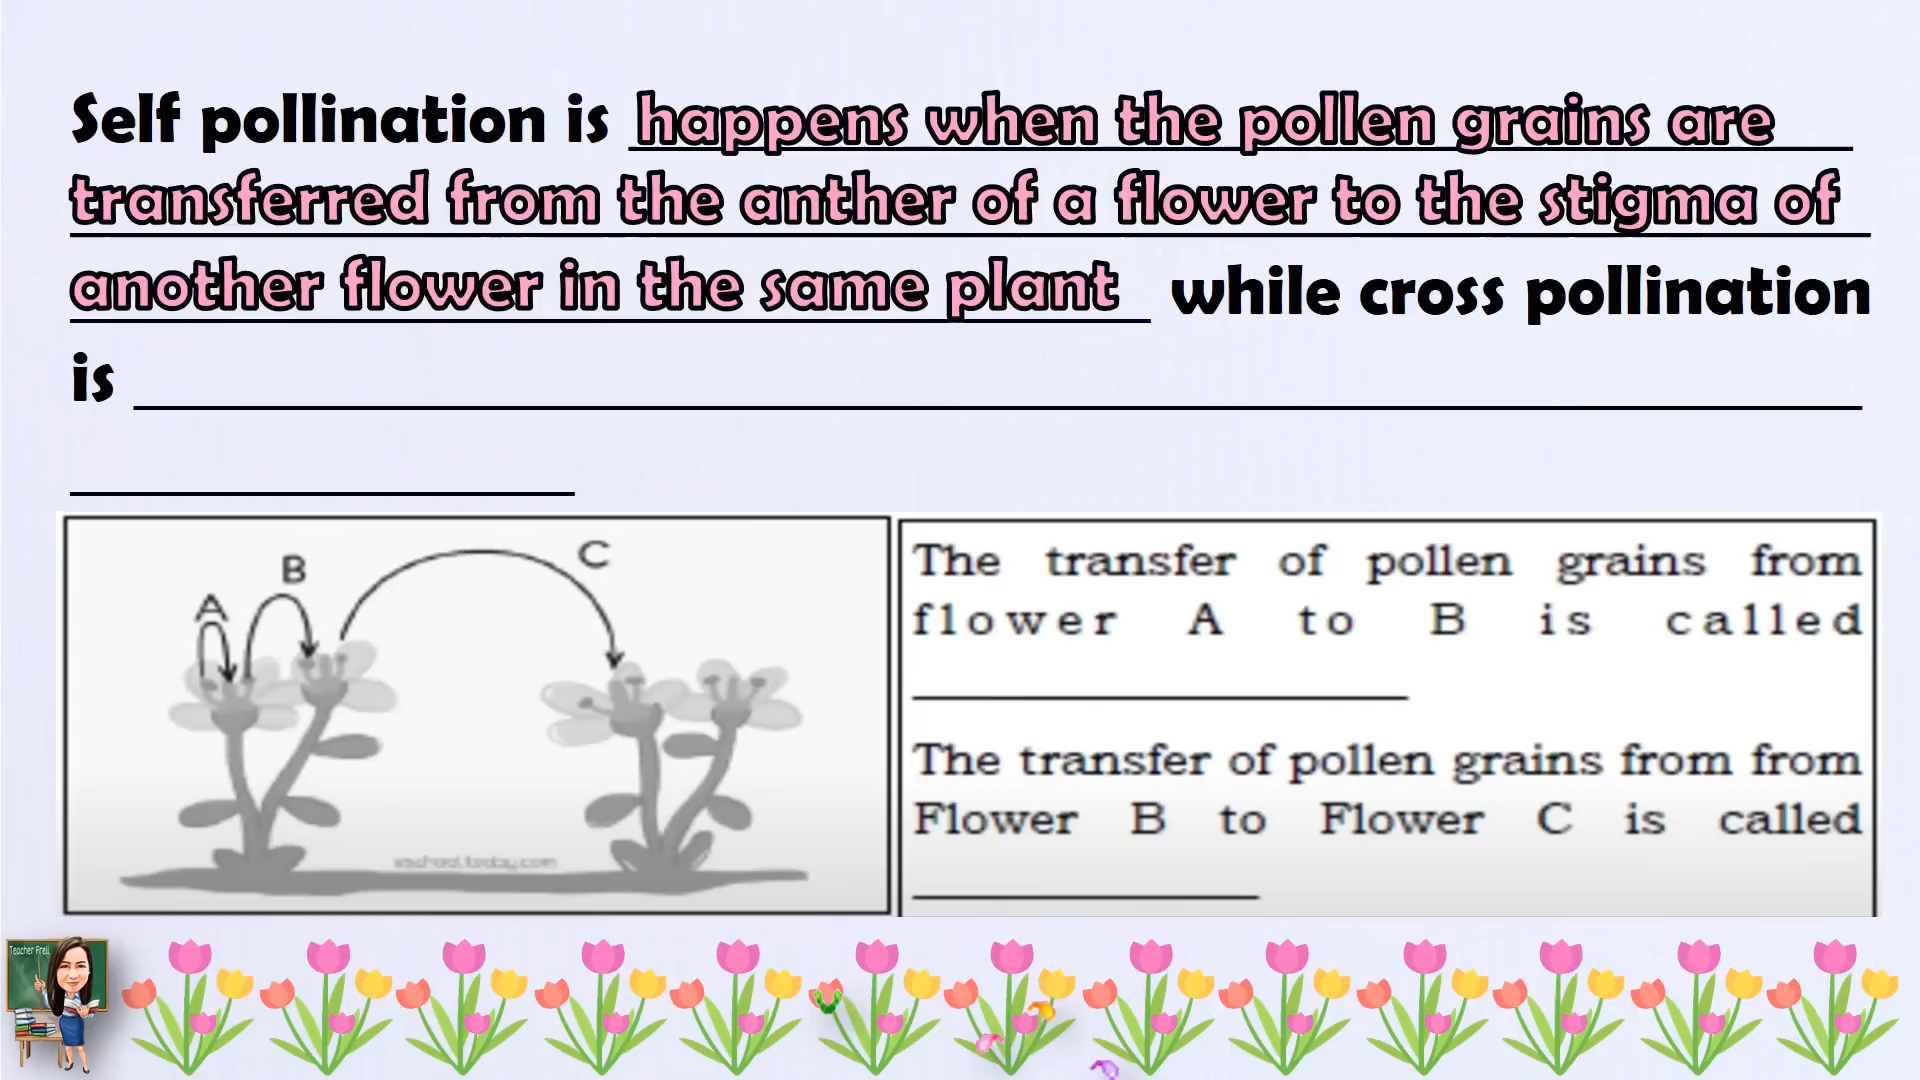 Self pollination is happens when the pollen grains are
transferred from the anther of a flower to the stigma of
another flower in the same plant while cross pollination
is
A
B
C
eschooltoday.com
The transfer of pollen grains from
flower A to B is called
The transfer of pollen grains from from
Flower B to Flower C is called
Teacher Frell